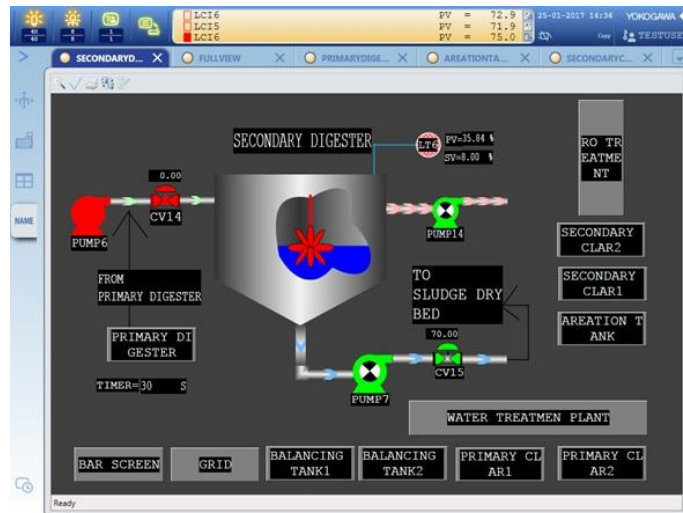 LCI6 PV = 72.9 25-01-2017 14:36 YOKOGAWA
LCI5 PV = 71.9
LCI6 PV = 75.0 Copy TESTUSE
SECONDARYD... FULLVIEW PRIMARYDIGE... AREATIONTA... SECONDARYC...
SECONDARY DIGESTER
LT6 PV=35.84 %
SV=8.00 %
RO TR
EATME
NT
0.00
CV14
PUMP6
PUMP14
SECONDARY
CLAR2
FROM
PRIMARY DIGESTER
TO
SLUDGE DRY
BED
SECONDARY
CLAR1
AREATION T
ANK
PRIMARY DI
GESTER
70.00
CV15
TIMER=30 S
PUMP7
WATER TREATMEN PLANT
BAR SCREEN
GRID
BALANCING
TANK1
BALANCING
TANK2
PRIMARY CL
AR1
PRIMARY CL
AR2
NAME
Ready